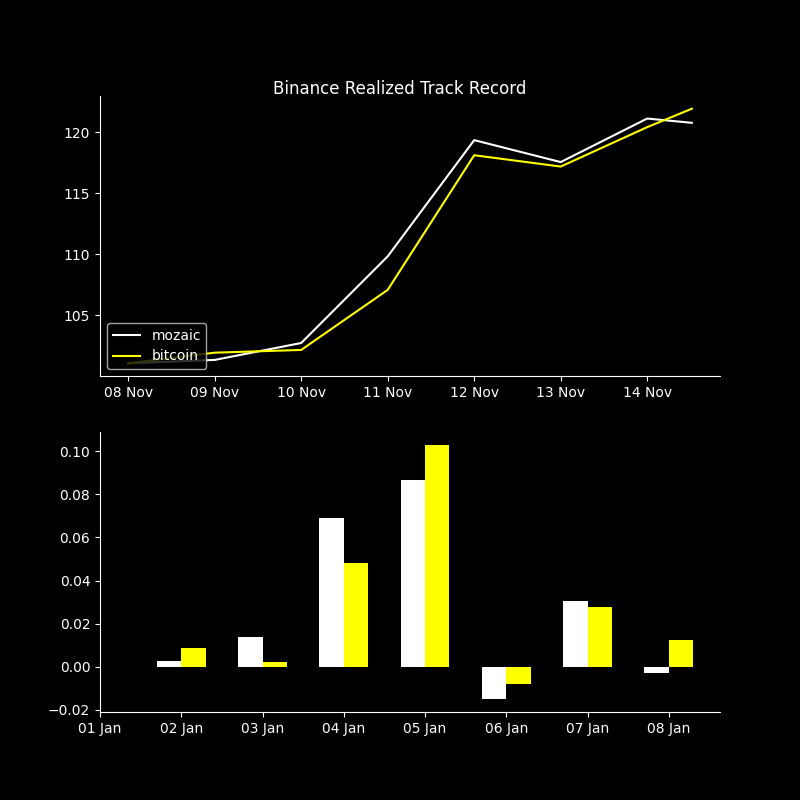 Binance Realized Track Record
120
115
110
105
mozaic
bitcoin
08 Nov 09 Nov 10 Nov 11 Nov 12 Nov 13 Nov 14 Nov
0.10
0.08
0.06
0.04
0.02
0.00
−0.02
01 Jan 02 Jan 03 Jan 04 Jan 05 Jan 06 Jan 07 Jan 08 Jan